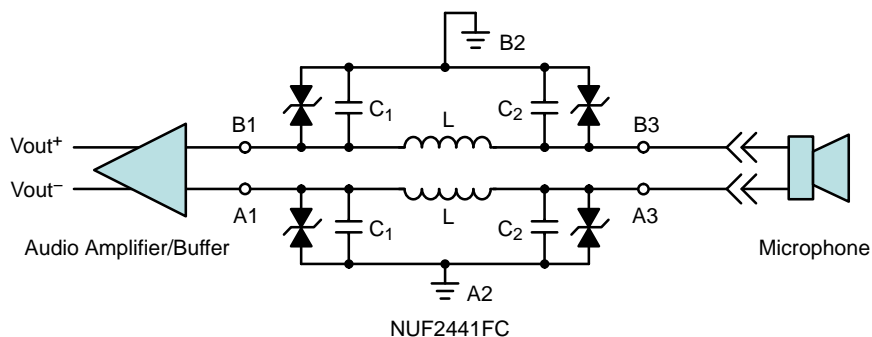 B2
C1
L
C2
B1
B3
Vout+
Vout–
A1
A3
C1
L
C2
Audio Amplifier/Buffer
Microphone
A2
NUF2441FC